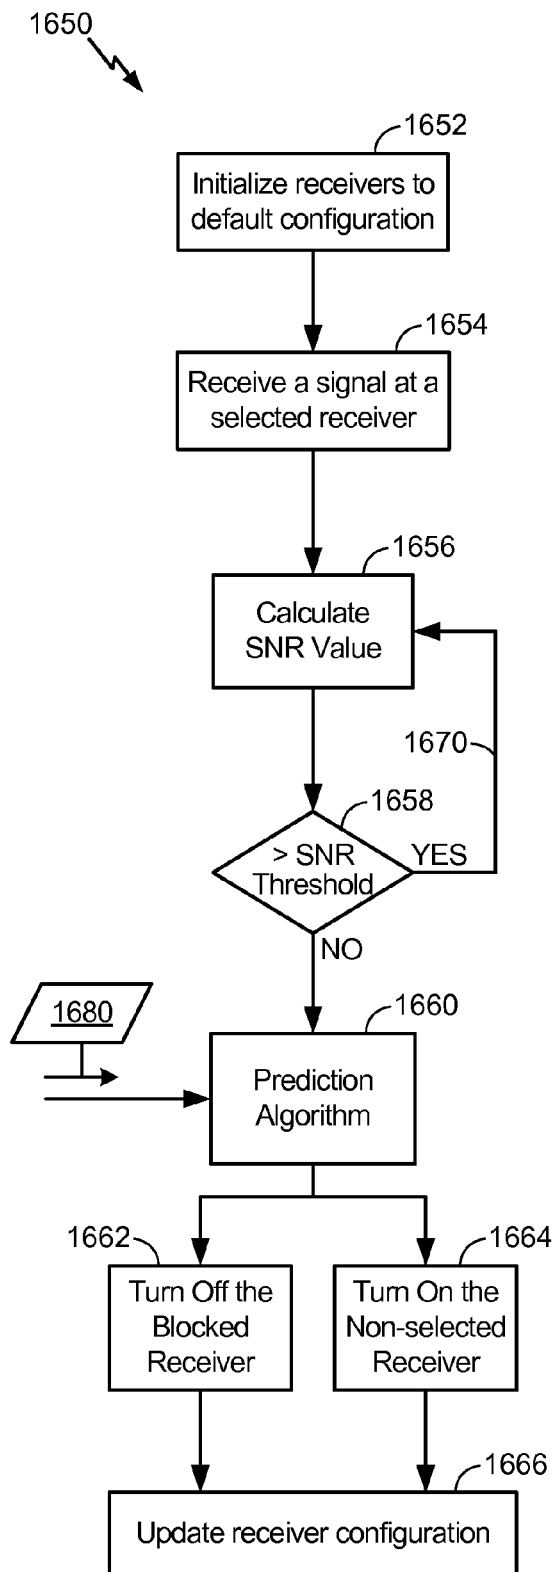 1650
1652
Initialize receivers to
default configuration
1654
Receive a signal at a
selected receiver
1656
Calculate
SNR Value
1670
1658
> SNR
Threshold
YES
NO
1680
1660
Prediction
Algorithm
1662
Turn Off the
Blocked
Receiver
1664
Turn On the
Non-selected
Receiver
1666
Update receiver configuration